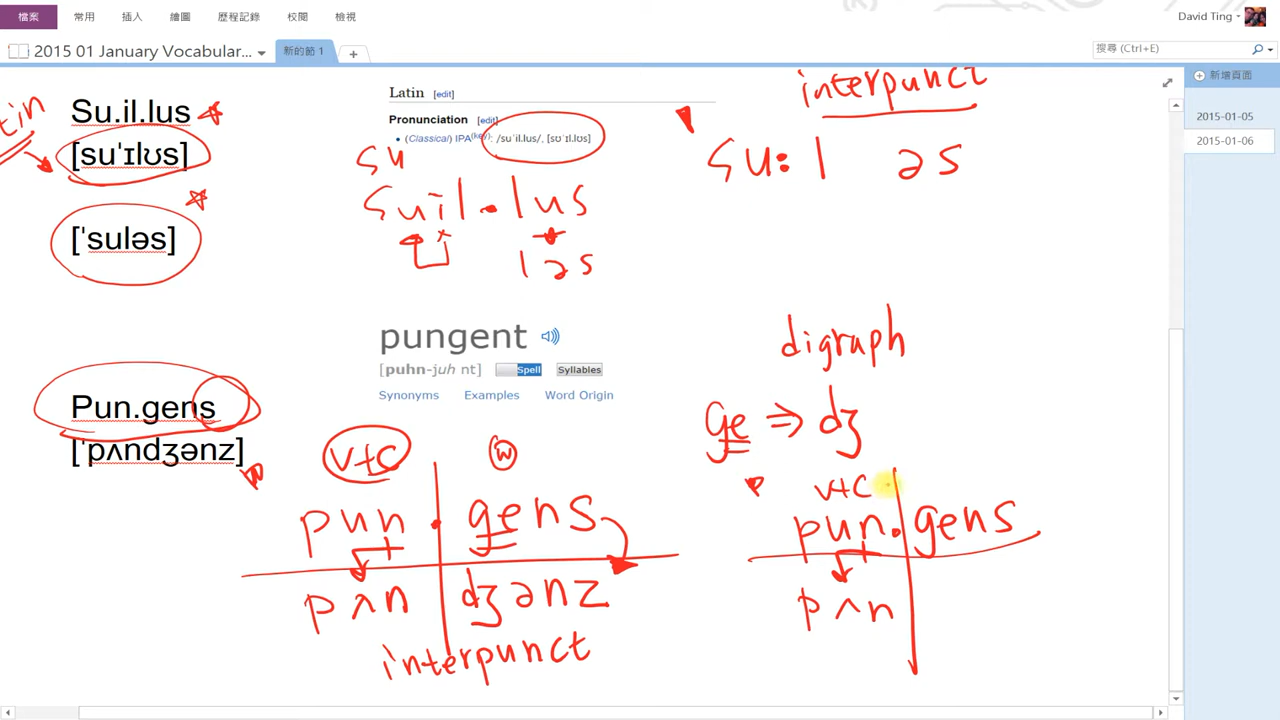 檔案 常用 插入 繪圖 歷程記錄 校閱 檢視 David Ting
2015 01 January Vocabular... 新的節 1 搜尋 (Ctrl+E)
新增頁面
2015-01-05
2015-01-06
tin
Su.il.lus
[suˈɪlʊs]
[ˈsuləs]
Latin [edit]
Pronunciation [edit]
(Classical) IPA(key): /suˈil.lus/, [sʊˈɪl.lʊs]
su
suil·lus
ləs
interpunct
su:l əs
pungent
[puhn-juh nt] Spell Syllables
Synonyms Examples Word Origin
Pun.gens
[ˈpʌndʒənz]
V+C W
pun·gens
pʌn dʒənz
interpunct
digraph
ge ⇒ dʒ
V+C
pun·gens
pʌn